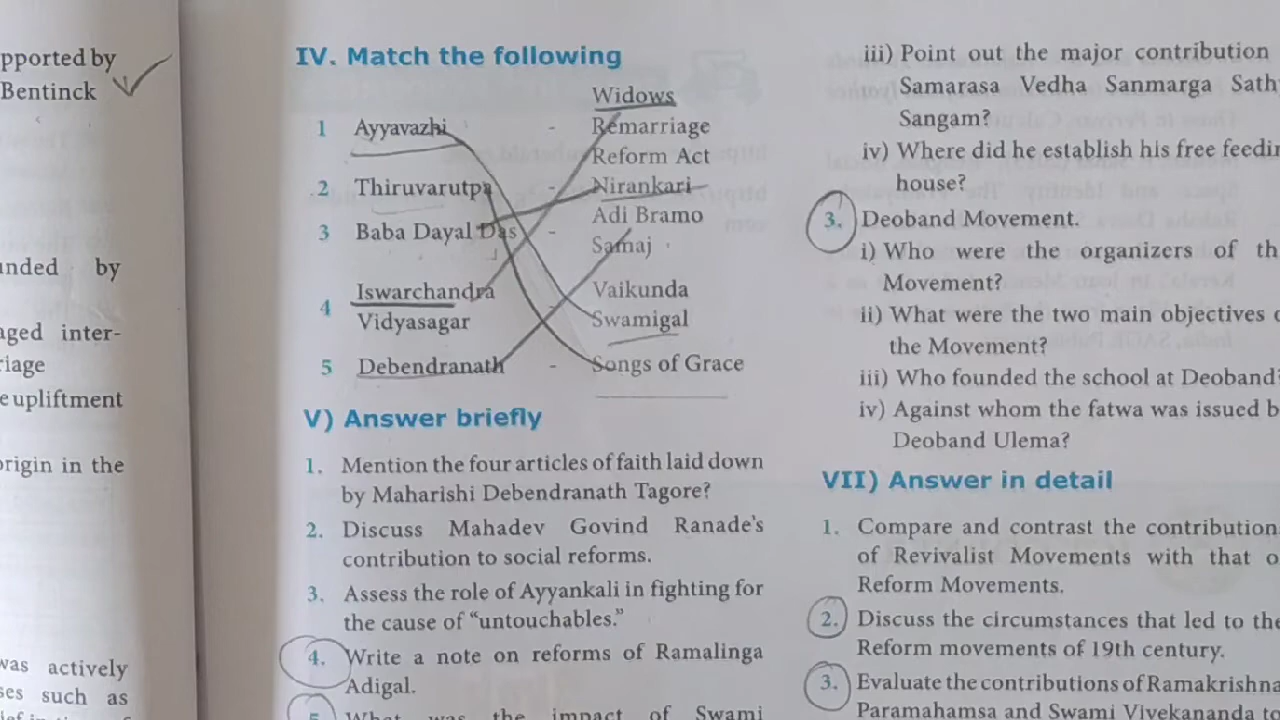 pported by
Bentinck
nded by
aged inter-
riage
e upliftment
origin in the
was actively
ses such as
IV. Match the following
1 Ayyavazhi - Widows
Remarriage
Reform Act
2 Thiruvarutpa - Nirankari
3 Baba Dayal Das - Adi Bramo
Samaj
4 Iswarchandra - Vaikunda
Vidyasagar Swamigal
5 Debendranath - Songs of Grace
V) Answer briefly
1. Mention the four articles of faith laid down
by Maharishi Debendranath Tagore?
2. Discuss Mahadev Govind Ranade's
contribution to social reforms.
3. Assess the role of Ayyankali in fighting for
the cause of “untouchables.”
4. Write a note on reforms of Ramalinga
Adigal.
5. What was the impact of Swami
iii) Point out the major contribution
Samarasa Vedha Sanmarga Sath
Sangam?
iv) Where did he establish his free feedin
house?
3. Deoband Movement.
i) Who were the organizers of th
Movement?
ii) What were the two main objectives o
the Movement?
iii) Who founded the school at Deoband
iv) Against whom the fatwa was issued b
Deoband Ulema?
VII) Answer in detail
1. Compare and contrast the contribution
of Revivalist Movements with that o
Reform Movements.
2. Discuss the circumstances that led to the
Reform movements of 19th century.
3. Evaluate the contributions of Ramakrishna
Paramahamsa and Swami Vivekananda to